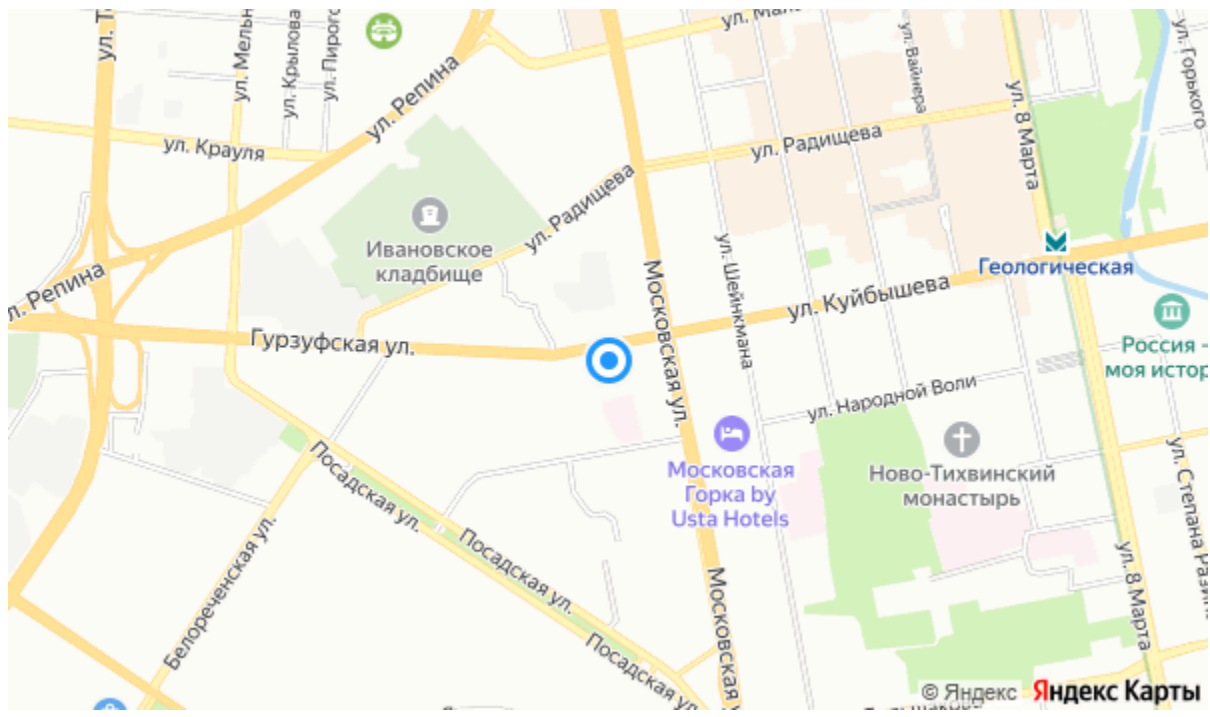 ул. Мельн
ул. Крылова
ул. Пирого
ул. Мал
ул. Репина
ул. Вайнера
ул. Горького
ул. 8 Марта
ул. Крауля
ул. Радищева
ул. Радищева
Ивановское
кладбище
ул. Шейнкмана
Геологическая
л. Репина
Московская ул.
ул. Куйбышева
Гурзуфская ул.
Россия -
моя истор
ул. Народной Воли
Посадская ул.
Московская
Горка by
Usta Hotels
Ново-Тихвинский
монастырь
ул. Степана Разин
Белореченская ул.
Посадская ул.
ул. 8 Марта
Московская у
Посадская ул.
© Яндекс Яндекс Карты